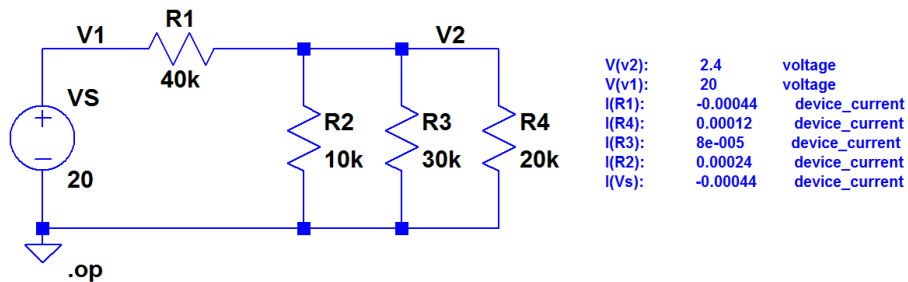 V1
R1
40k
V2
VS
20
R2
10k
R3
30k
R4
20k
.op
V(v2): 2.4 voltage
V(v1): 20 voltage
I(R1): -0.00044 device_current
I(R4): 0.00012 device_current
I(R3): 8e-005 device_current
I(R2): 0.00024 device_current
I(Vs): -0.00044 device_current